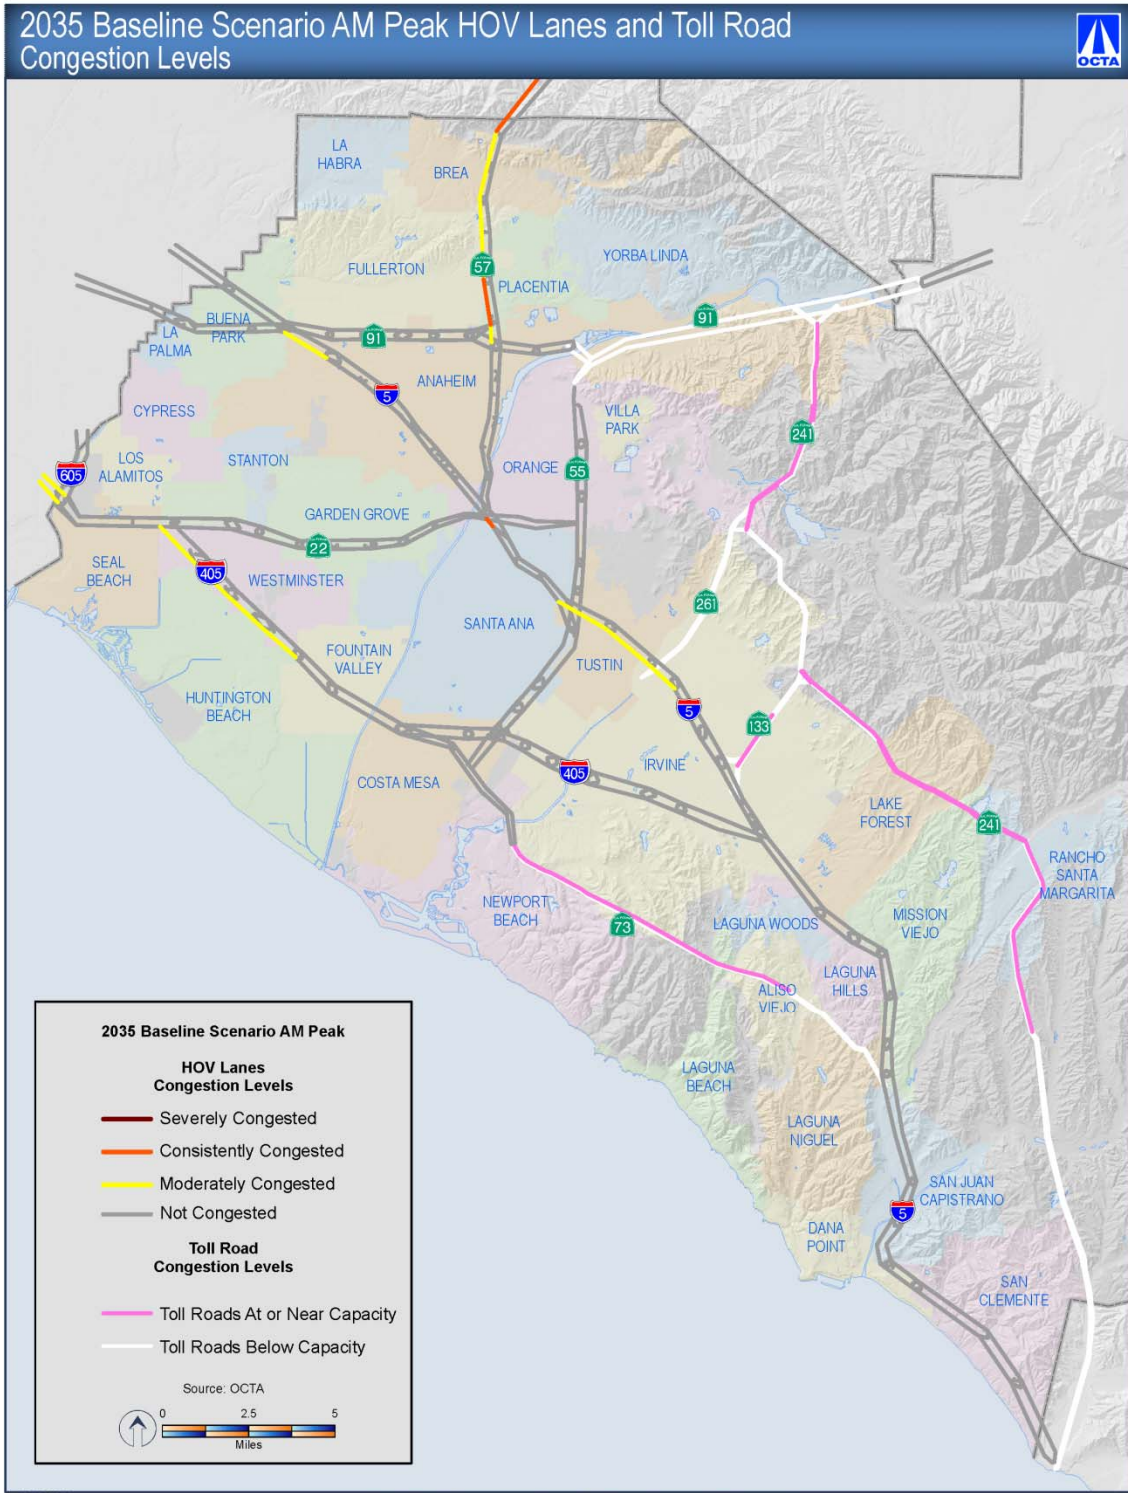 2035 Baseline Scenario AM Peak HOV Lanes and Toll Road
Congestion Levels
OCTA
LA
HABRA
BREA
YORBA LINDA
FULLERTON
57
PLACENTIA
BUENA
PARK
91
91
LA
PALMA
ANAHEIM
5
CYPRESS
VILLA
PARK
241
LOS
ALAMITOS
605
STANTON
ORANGE
55
GARDEN GROVE
22
SEAL
BEACH
405
WESTMINSTER
261
SANTA ANA
FOUNTAIN
VALLEY
TUSTIN
HUNTINGTON
BEACH
5
133
405
IRVINE
COSTA MESA
LAKE
FOREST
241
RANCHO
SANTA
MARGARITA
NEWPORT
BEACH
73
LAGUNA WOODS
MISSION
VIEJO
LAGUNA
HILLS
ALISO
VIEJO
LAGUNA
BEACH
LAGUNA
NIGUEL
SAN JUAN
CAPISTRANO
5
DANA
POINT
SAN
CLEMENTE
2035 Baseline Scenario AM Peak
HOV Lanes
Congestion Levels
Severely Congested
Consistently Congested
Moderately Congested
Not Congested
Toll Road
Congestion Levels
Toll Roads At or Near Capacity
Toll Roads Below Capacity
Source: OCTA
0 2.5 5
Miles